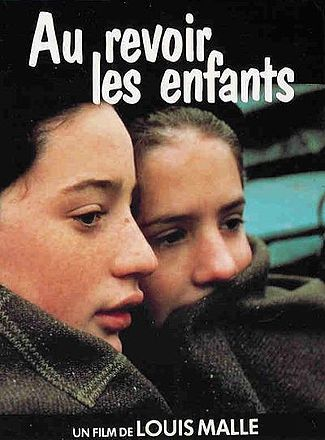 Au revoir
les enfants
UN FILM DE LOUIS MALLE